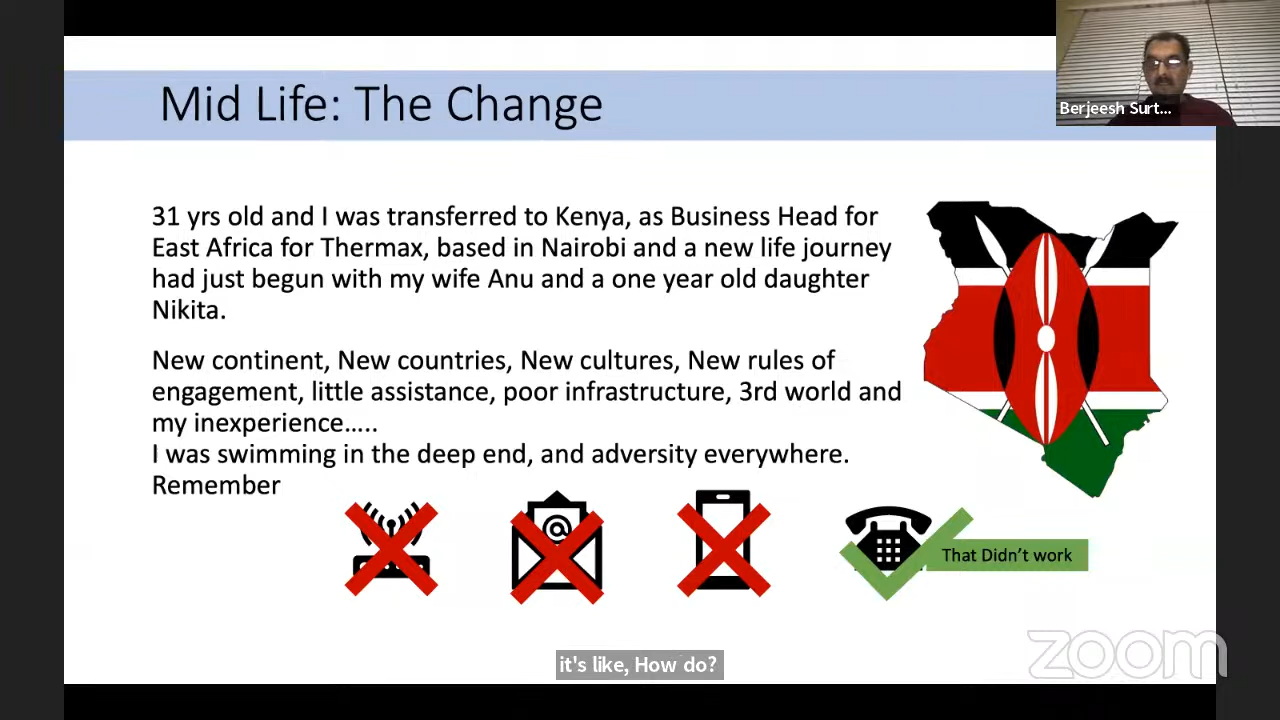 Mid Life: The Change
Berjeesh Surt...
31 yrs old and I was transferred to Kenya, as Business Head for
East Africa for Thermax, based in Nairobi and a new life journey
had just begun with my wife Anu and a one year old daughter
Nikita.
New continent, New countries, New cultures, New rules of
engagement, little assistance, poor infrastructure, 3rd world and
my inexperience.....
I was swimming in the deep end, and adversity everywhere.
Remember
@
That Didn't work
zoom
it's like, How do?